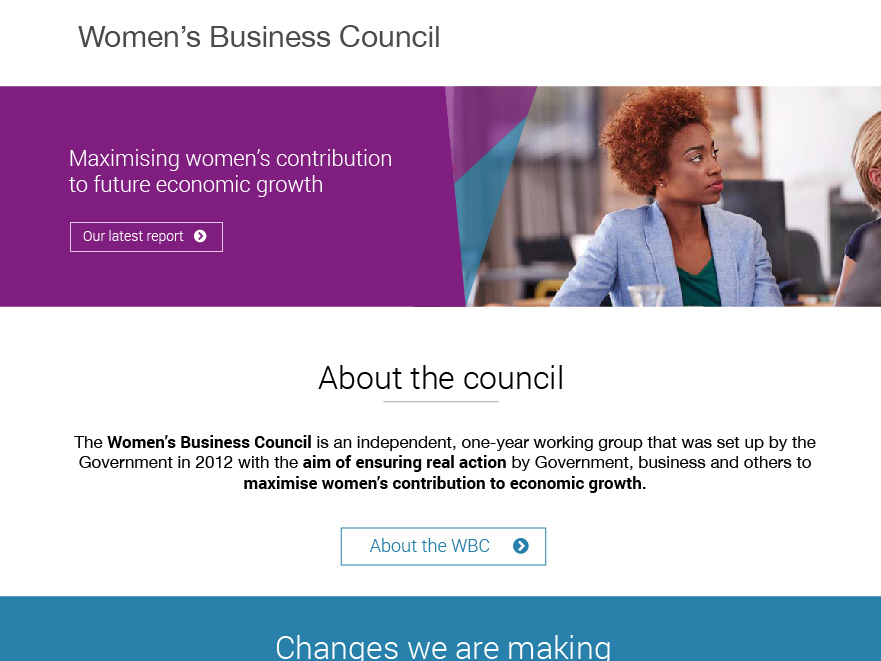 Women’s Business Council
Maximising women’s contribution
to future economic growth
Our latest report
About the council
The Women’s Business Council is an independent, one-year working group that was set up by the
Government in 2012 with the aim of ensuring real action by Government, business and others to
maximise women’s contribution to economic growth.
About the WBC
Changes we are making